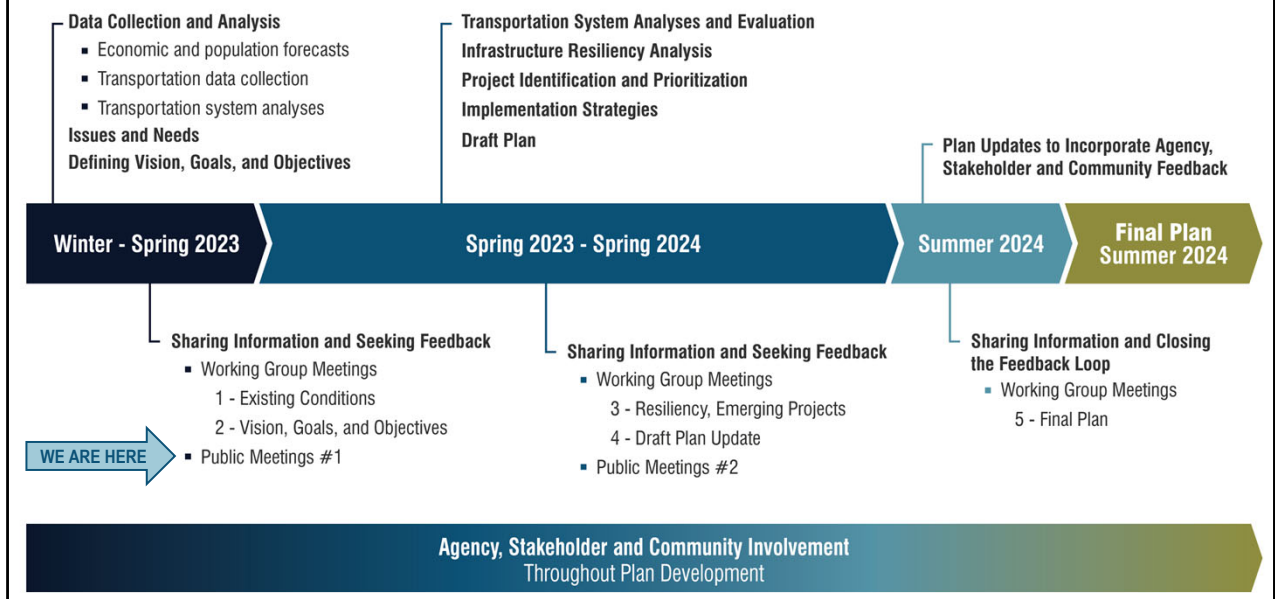 Data Collection and Analysis
▪ Economic and population forecasts
▪ Transportation data collection
▪ Transportation system analyses
Issues and Needs
Defining Vision, Goals, and Objectives
Transportation System Analyses and Evaluation
Infrastructure Resiliency Analysis
Project Identification and Prioritization
Implementation Strategies
Draft Plan
Plan Updates to Incorporate Agency,
Stakeholder and Community Feedback
Winter - Spring 2023
Spring 2023 - Spring 2024
Summer 2024
Final Plan
Summer 2024
Sharing Information and Seeking Feedback
▪ Working Group Meetings
1 - Existing Conditions
2 - Vision, Goals, and Objectives
WE ARE HERE
▪ Public Meetings #1
Sharing Information and Seeking Feedback
▪ Working Group Meetings
3 - Resiliency, Emerging Projects
4 - Draft Plan Update
▪ Public Meetings #2
Sharing Information and Closing
the Feedback Loop
▪ Working Group Meetings
5 - Final Plan
Agency, Stakeholder and Community Involvement
Throughout Plan Development